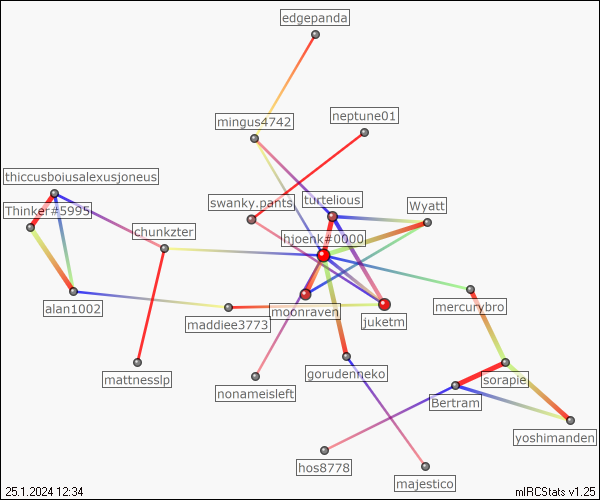 edgepanda
mingus4742
neptune01
thiccusboiusalexusjoneus
swanky.pants
turtelious
Wyatt
Thinker#5995
chunkzter
hjoenk#0000
alan1002
moonraven
mercurybro
maddiee3773
juketm
mattnesslp
nonameisleft
gorudenneko
sorapie
Bertram
yoshimanden
hos8778
majestico
25.1.2024 12:34
mIRCStats v1.25